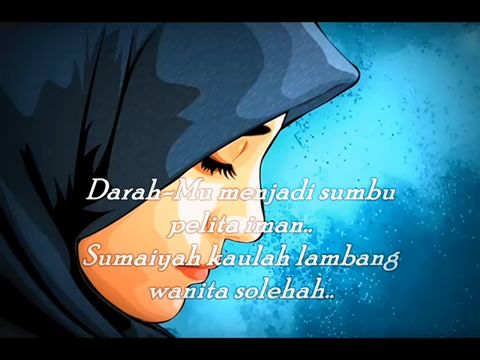 Darah-Mu menjadi sumbu
pelita iman..
Sumaiyah kaulah lambang
wanita solehah..